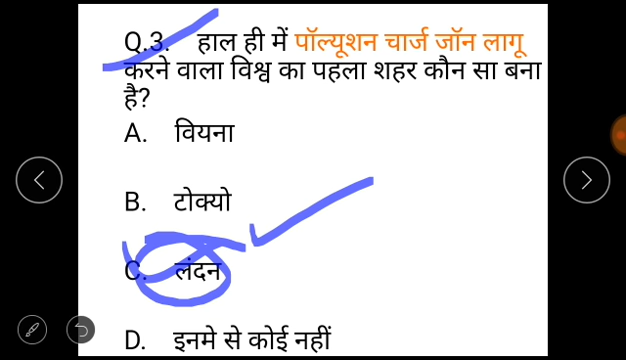 Q.3. हाल ही में पॉल्यूशन चार्ज जॉन लागू
करने वाला विश्व का पहला शहर कौन सा बना
है?
A. वियना
B. टोक्यो
C. लंदन
D. इनमे से कोई नहीं